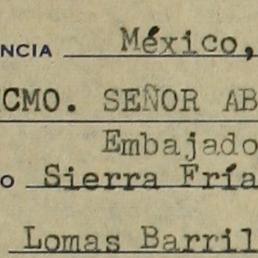 NCIA México,
CMO. SEÑOR AB
Embajado
O Sierra Fría
Lomas Barril